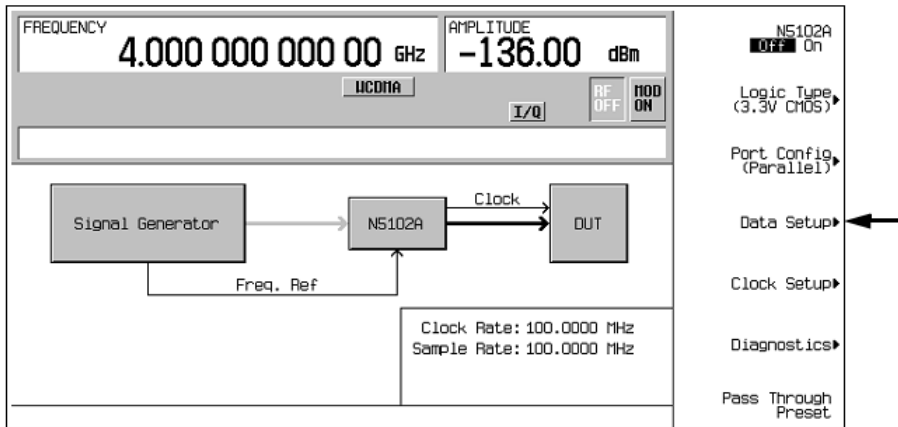 FREQUENCY
4.000 000 000 00 GHz
AMPLITUDE
-136.00 dBm
WCDMA
I/Q
RF
OFF
MOD
ON
Signal Generator
N5102A
Clock
DUT
Freq. Ref
Clock Rate: 100.0000 MHz
Sample Rate: 100.0000 MHz
N5102A
Off On
Logic Type
(3.3V CMOS)
Port Config
(Parallel)
Data Setup
Clock Setup
Diagnostics
Pass Through
Preset